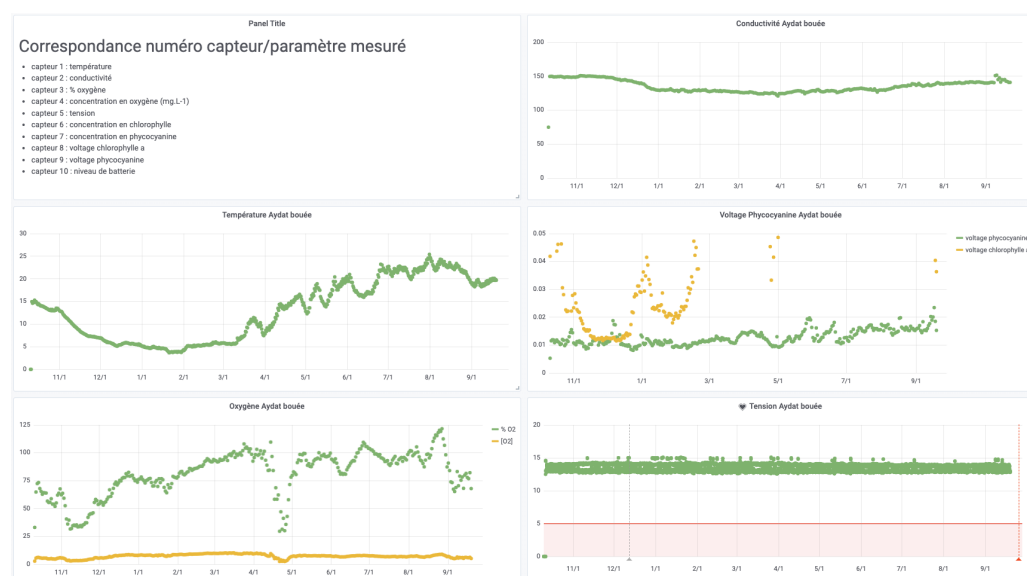 Panel Title
Correspondance numéro capteur/paramètre mesuré
capteur 1 : température
capteur 2 : conductivité
capteur 3 : % oxygène
capteur 4 : concentration en oxygène (mg.L-1)
capteur 5 : tension
capteur 6 : concentration en chlorophylle
capteur 7 : concentration en phycocyanine
capteur 8 : voltage chlorophylle a
capteur 9 : voltage phycocyanine
capteur 10 : niveau de batterie
Conductivité Aydat bouée
200
150
100
50
0
11/1 12/1 1/1 2/1 3/1 4/1 5/1 6/1 7/1 8/1 9/1
Température Aydat bouée
30
25
20
15
10
5
0
11/1 12/1 1/1 2/1 3/1 4/1 5/1 6/1 7/1 8/1 9/1
Voltage Phycocyanine Aydat bouée
0.05
0.04
0.03
0.02
0.01
0
11/1 1/1 3/1 5/1 7/1 9/1
voltage phycocyanine
voltage chlorophylle a
Oxygène Aydat bouée
125
100
75
50
25
0
11/1 12/1 1/1 2/1 3/1 4/1 5/1 6/1 7/1 8/1 9/1
% O2
[O2]
Tension Aydat bouée
20
15
10
5
0
11/1 12/1 1/1 2/1 3/1 4/1 5/1 6/1 7/1 8/1 9/1